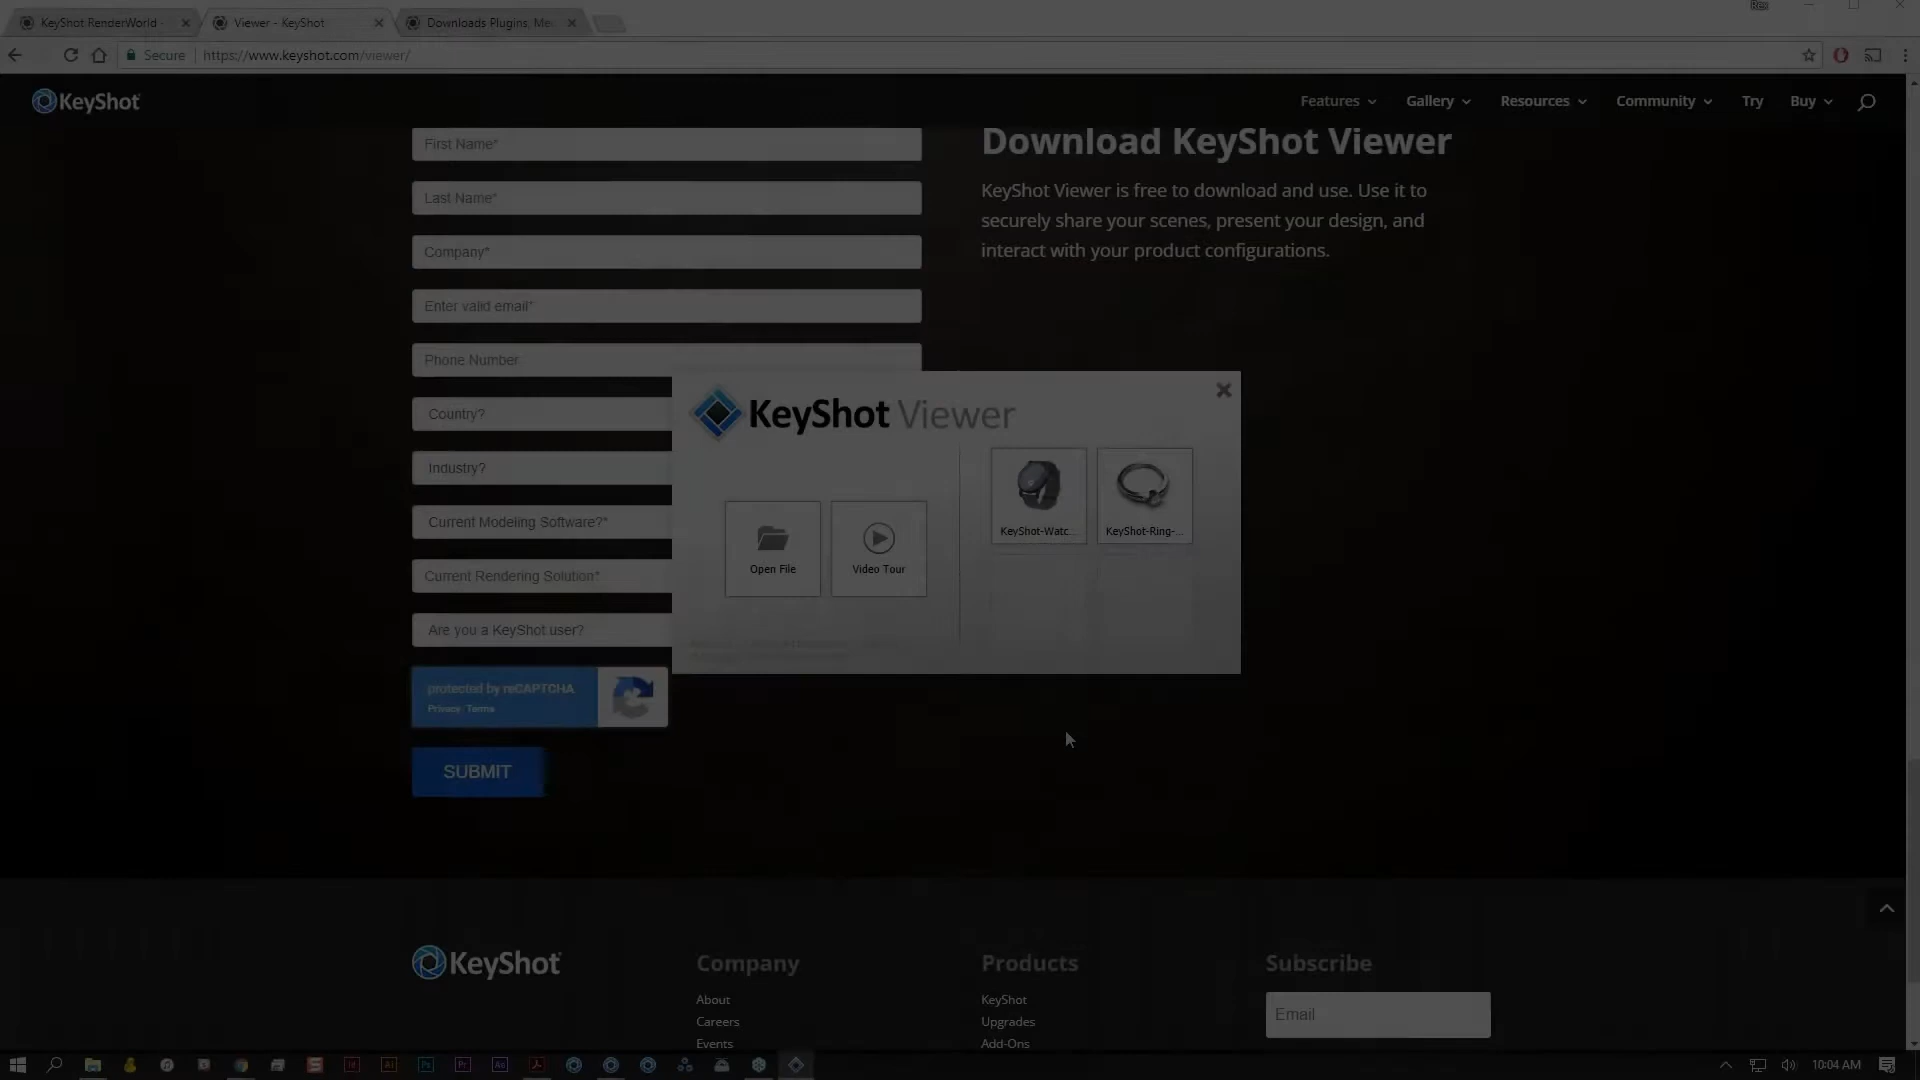 KeyShot RenderWorld -
Viewer - KeyShot
Downloads Plugins, Me
Secure
https://www.keyshot.com/viewer/
KeyShot
Features
Gallery
Resources
Community
Try
Buy
First Name*
Last Name*
Company*
Enter valid email*
Phone Number
Country?
Industry?
Current Modeling Software?*
Current Rendering Solution*
Are you a KeyShot user?
protected by reCAPTCHA
Privacy Terms
SUBMIT
Download KeyShot Viewer
KeyShot Viewer is free to download and use. Use it to
securely share your scenes, present your design, and
interact with your product configurations.
KeyShot Viewer
Open File
Video Tour
KeyShot-Watc...
KeyShot-Ring-...
KeyShot
Company
About
Careers
Events
Products
KeyShot
Upgrades
Add-Ons
Subscribe
Email
10:04 AM